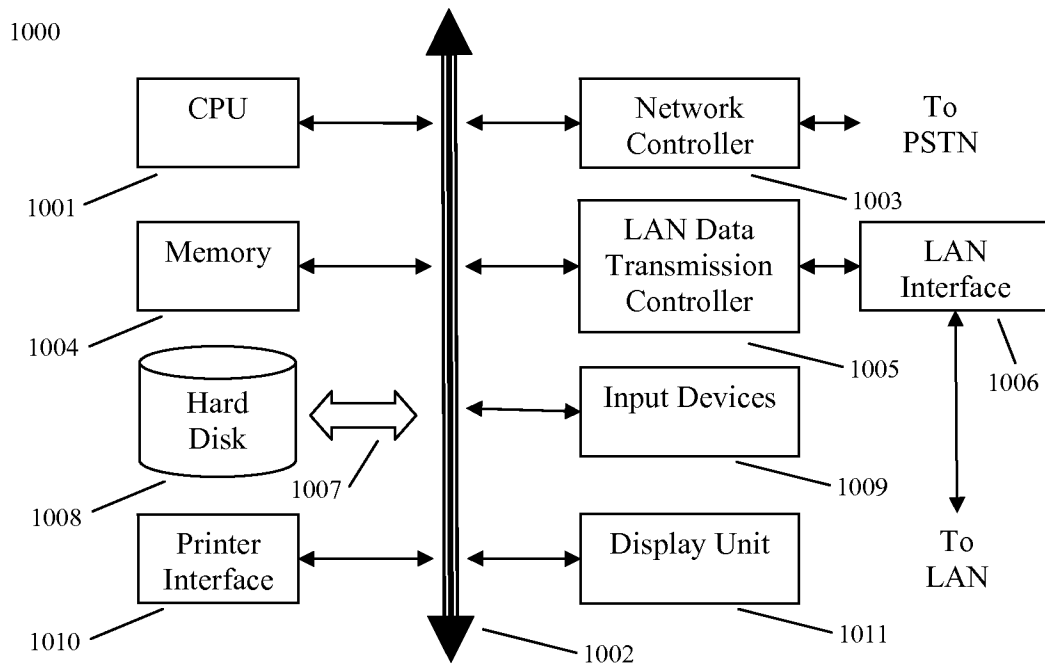 1000
CPU
1001
Network
Controller
1003
To
PSTN
Memory
1004
LAN Data
Transmission
Controller
1005
LAN
Interface
1006
Hard
Disk
1008
1007
Input Devices
1009
Printer
Interface
1010
Display Unit
1011
To
LAN
1002